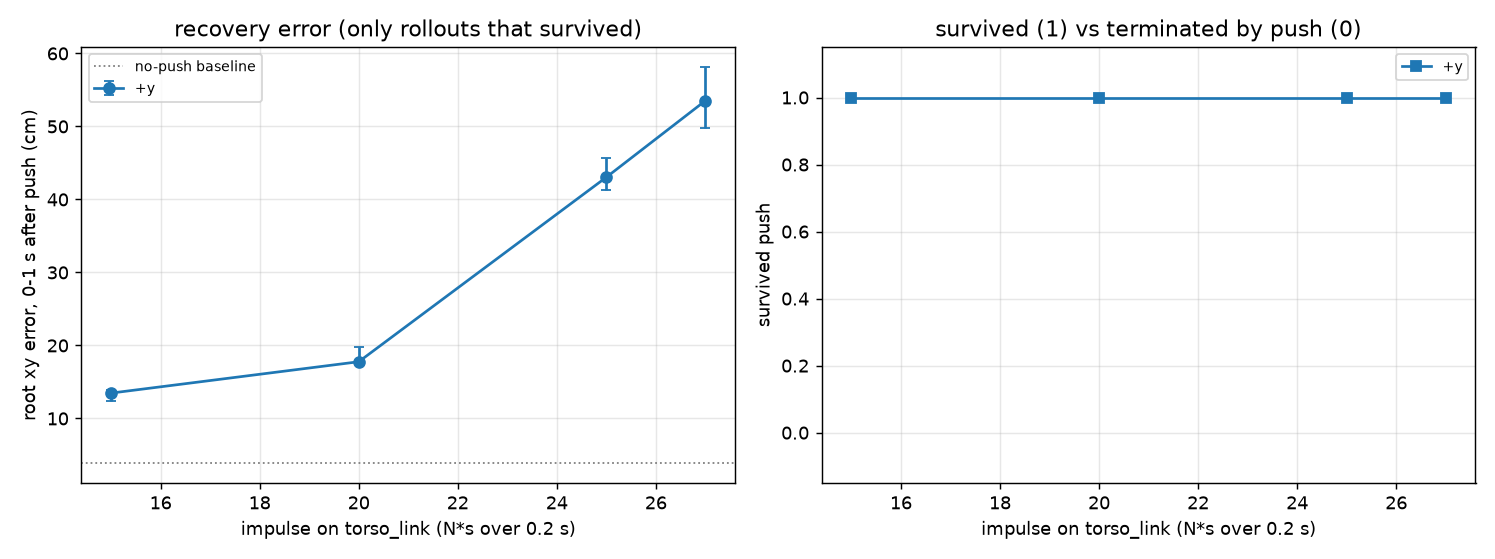 recovery error (only rollouts that survived)
no-push baseline
+y
root xy error, 0-1 s after push (cm)
60
50
40
30
20
10
16 18 20 22 24 26
impulse on torso_link (N*s over 0.2 s)
survived (1) vs terminated by push (0)
+y
survived push
1.0
0.8
0.6
0.4
0.2
0.0
16 18 20 22 24 26
impulse on torso_link (N*s over 0.2 s)